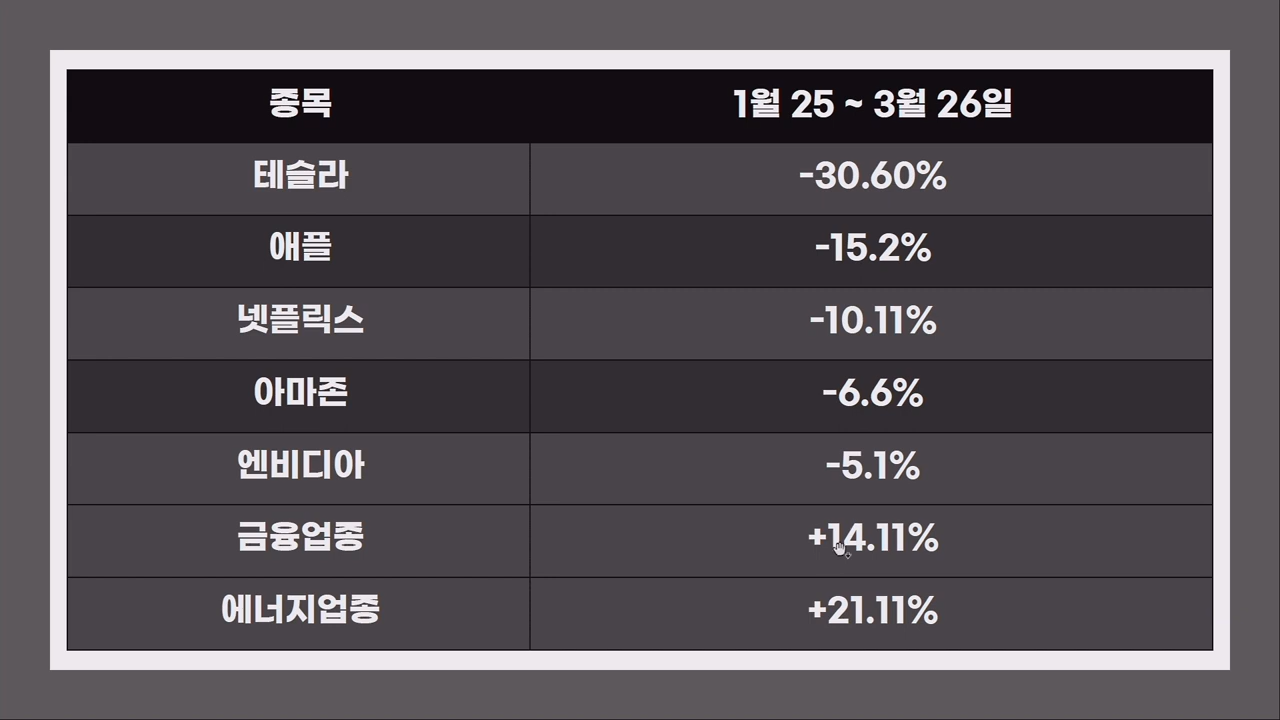 종목 1월 25 ~ 3월 26일
테슬라 -30.60%
애플 -15.2%
넷플릭스 -10.11%
아마존 -6.6%
엔비디아 -5.1%
금융업종 +14.11%
에너지업종 +21.11%